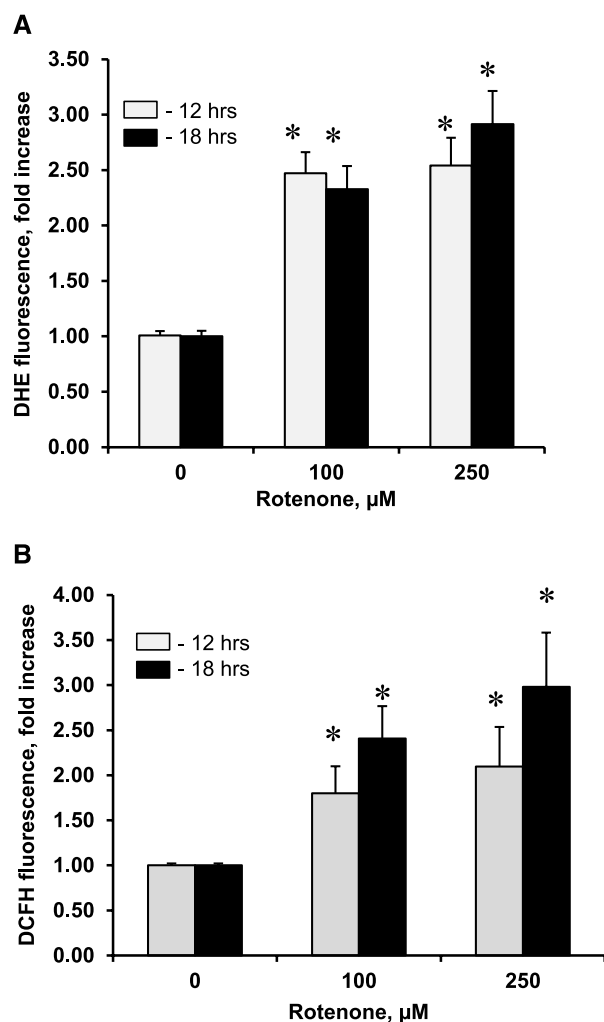 A
DHE fluorescence, fold increase
3.50
3.00
2.50
2.00
1.50
1.00
0.50
0.00
- 12 hrs
- 18 hrs
* * * *
0 100 250
Rotenone, µM
B
DCFH fluorescence, fold increase
4.00
3.50
3.00
2.50
2.00
1.50
1.00
0.50
0.00
- 12 hrs
- 18 hrs
* * * *
0 100 250
Rotenone, µM